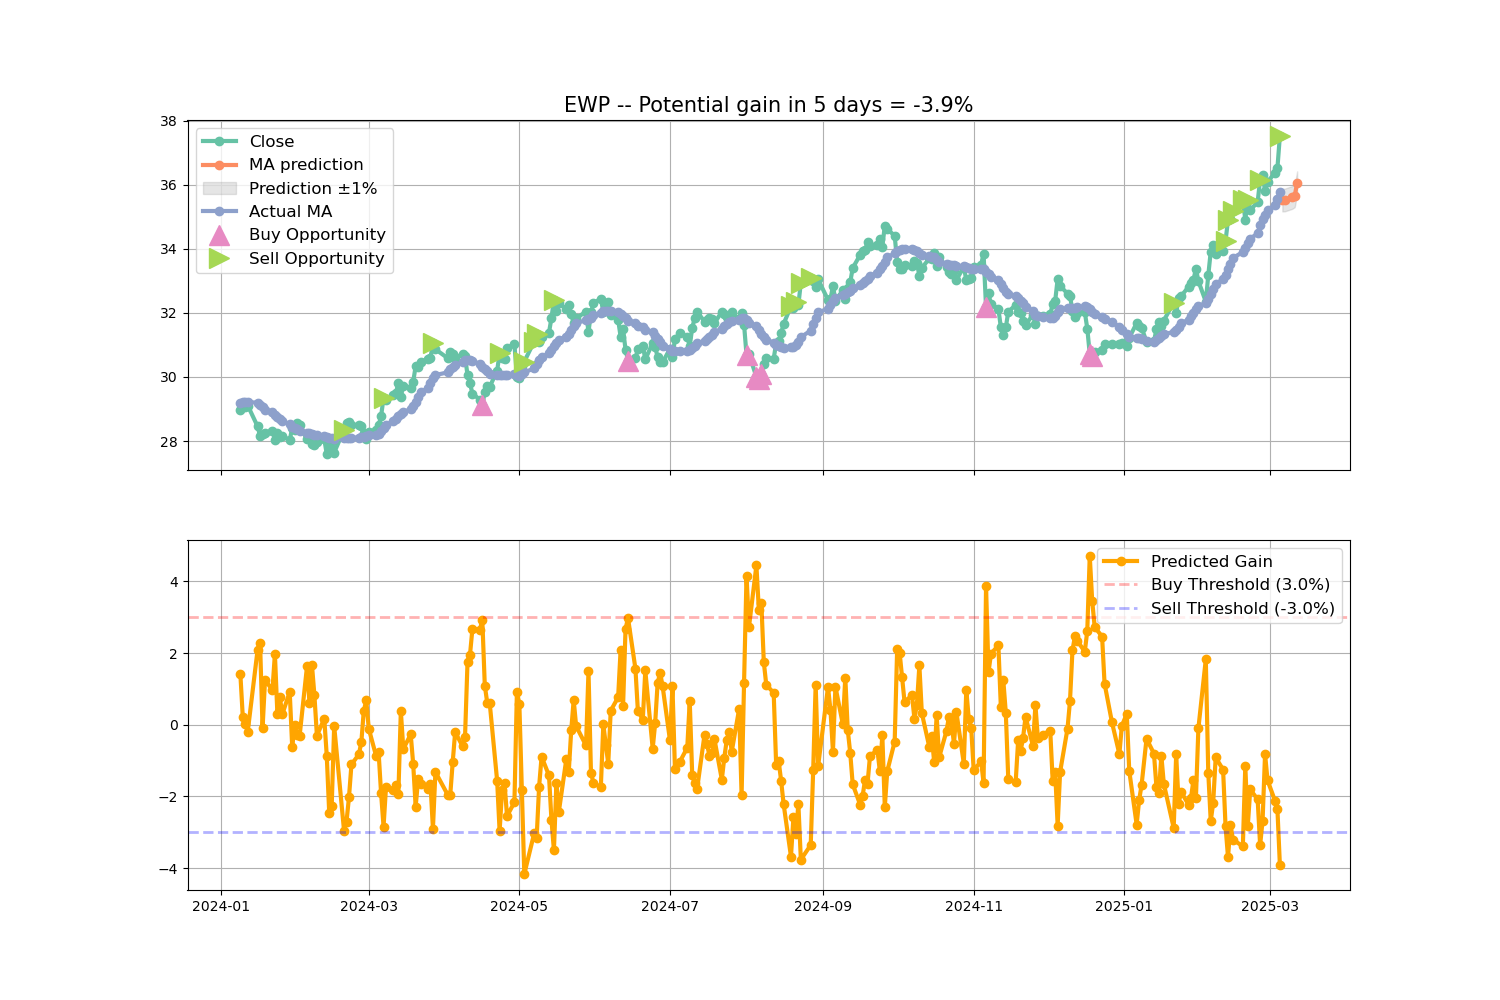 EWP -- Potential gain in 5 days = -3.9%
38
36
34
32
30
28
Close
MA prediction
Prediction ±1%
Actual MA
Buy Opportunity
Sell Opportunity
4
2
0
−2
−4
Predicted Gain
Buy Threshold (3.0%)
Sell Threshold (-3.0%)
2024-01 2024-03 2024-05 2024-07 2024-09 2024-11 2025-01 2025-03